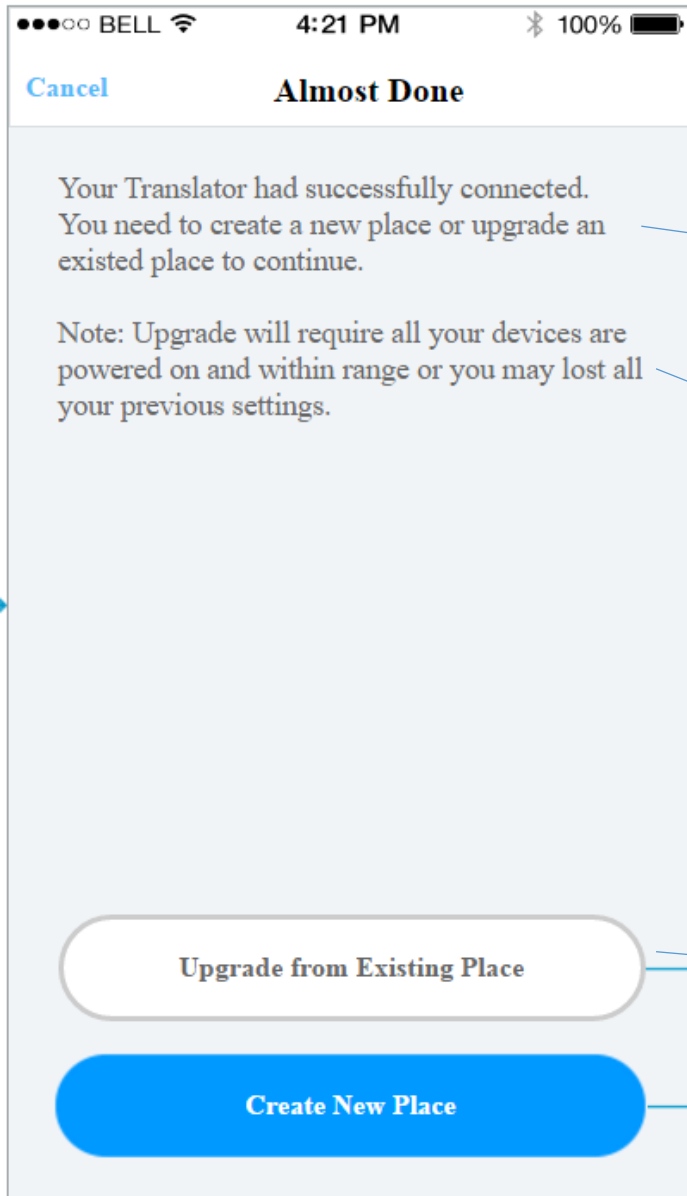 BELL 4:21 PM 100%
Cancel Almost Done
Your Translator had successfully connected.
You need to create a new place or upgrade an
existed place to continue.
Note: Upgrade will require all your devices are
powered on and within range or you may lost all
your previous settings.
Upgrade from Existing Place
Create New Place